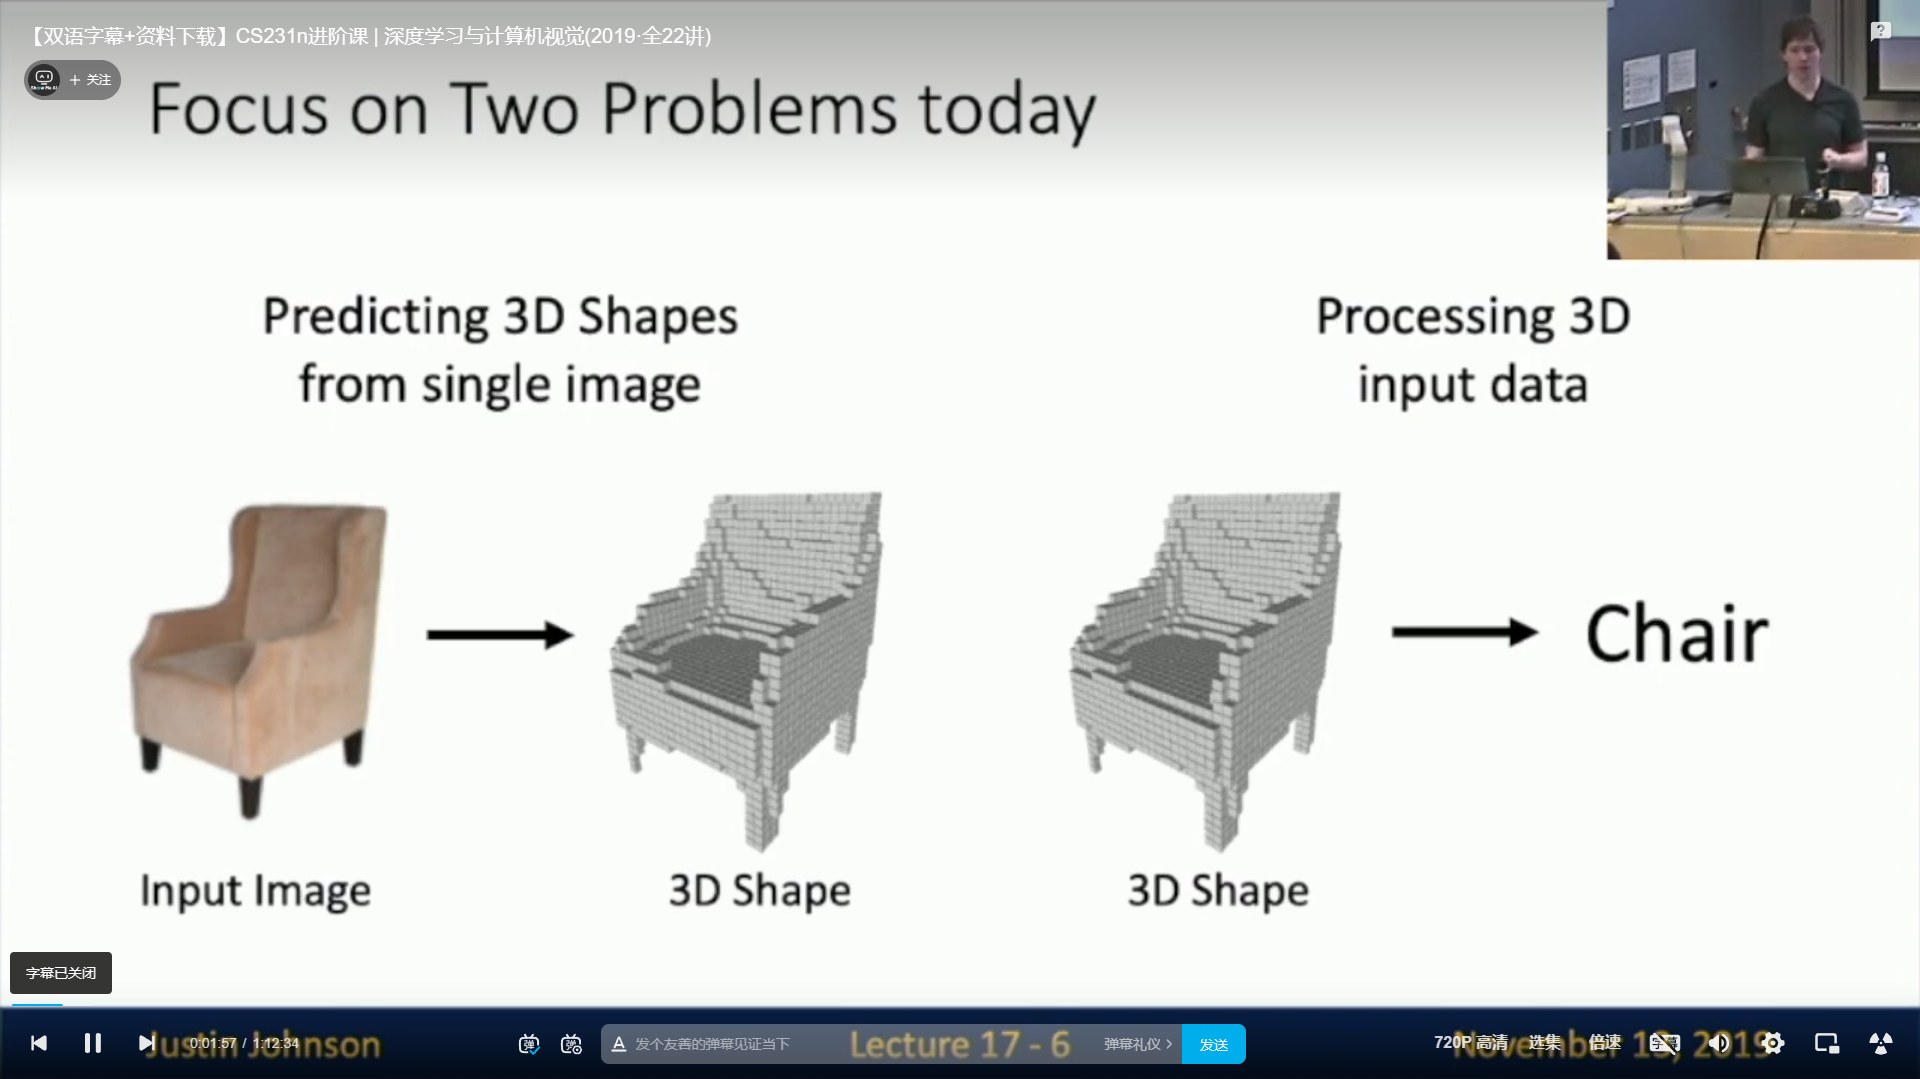 【双语字幕+资料下载】CS231n进阶课 | 深度学习与计算机视觉(2019·全22讲)
+ 关注
Focus on Two Problems today
Predicting 3D Shapes
from single image
Processing 3D
input data
Chair
Input Image
3D Shape
3D Shape
字幕已关闭
Justin Johnson
0:01:57 / 1:12:34
发个友善的弹幕见证当下
Lecture 17 - 6
弹幕礼仪 >
发送
720P 高清
选集
倍速
字幕
November 13, 2019